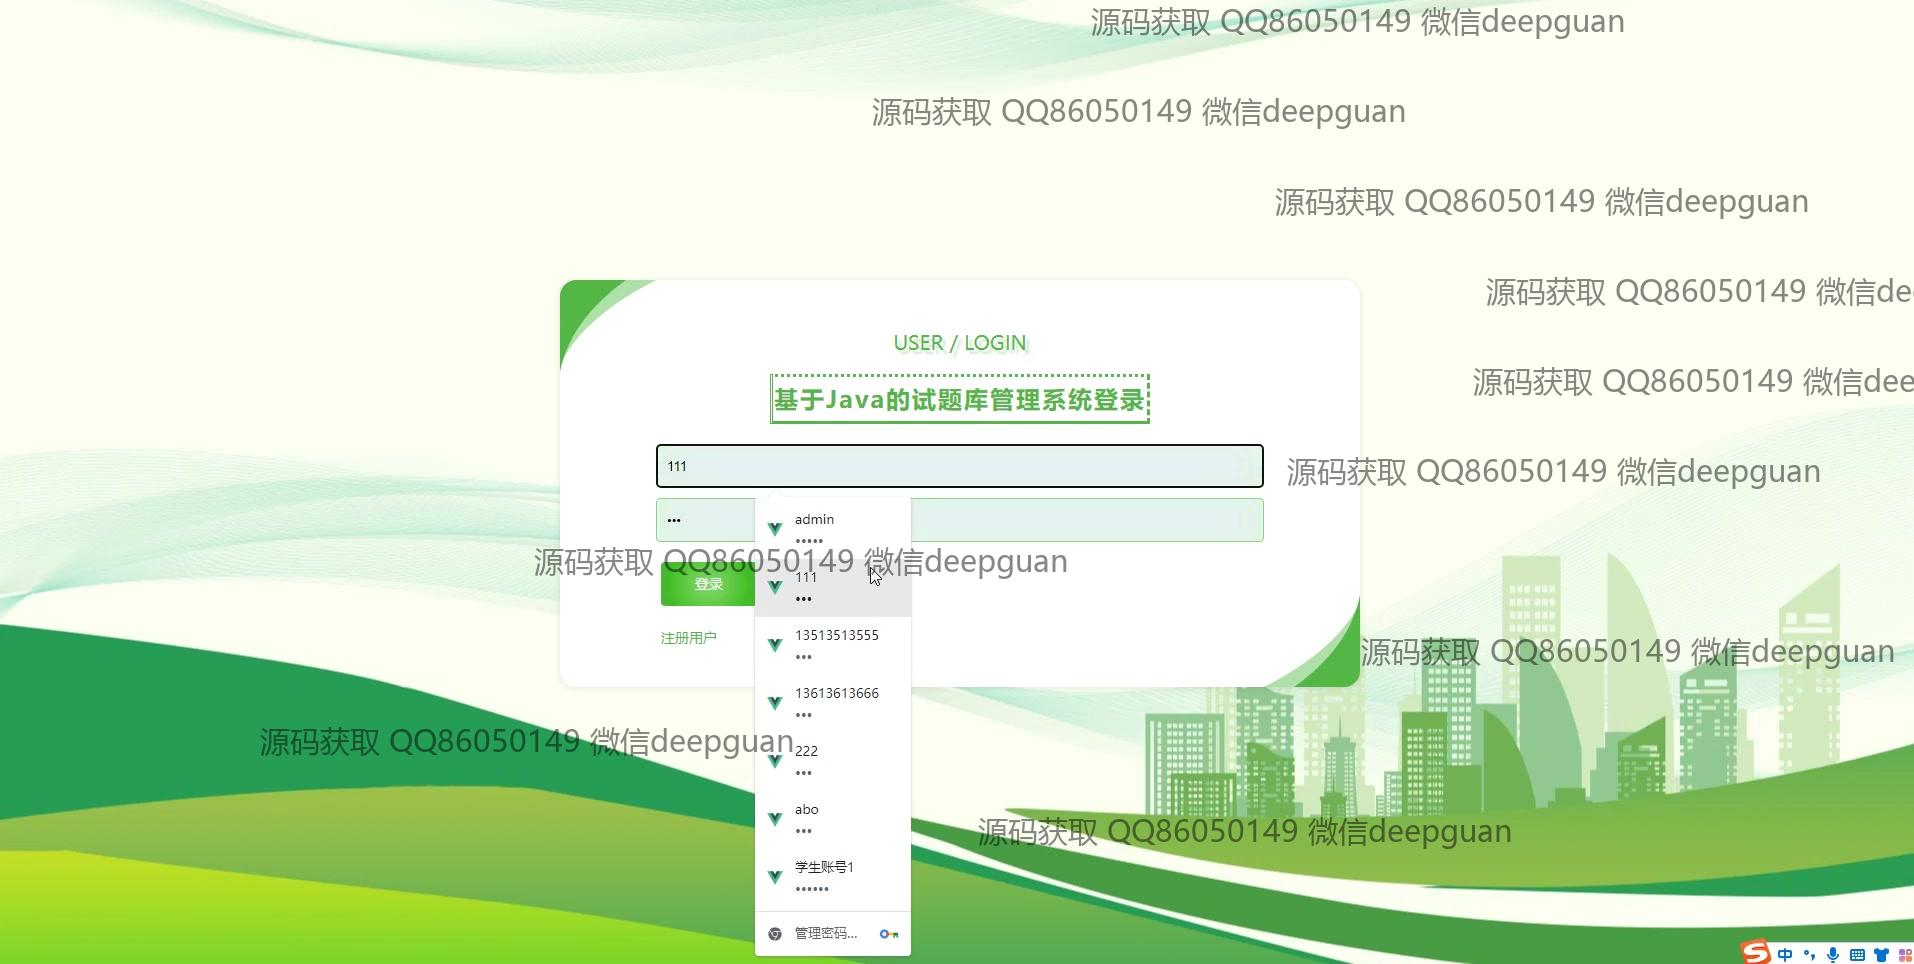 源码获取 QQ86050149 微信deepguan
源码获取 QQ86050149 微信deepguan
源码获取 QQ86050149 微信deepguan
源码获取 QQ86050149 微信de
USER / LOGIN
源码获取 QQ86050149 微信dee
基于Java的试题库管理系统登录
111
源码获取 QQ86050149 微信deepguan
•••
admin
•••••
源码获取 QQ86050149 微信deepguan
登录
111
•••
注册用户
13513513555
•••
源码获取 QQ86050149 微信deepguan
13613613666
•••
源码获取 QQ86050149 微信deepguan
222
•••
abo
•••
源码获取 QQ86050149 微信deepguan
学生账号1
••••••
管理密码...
中